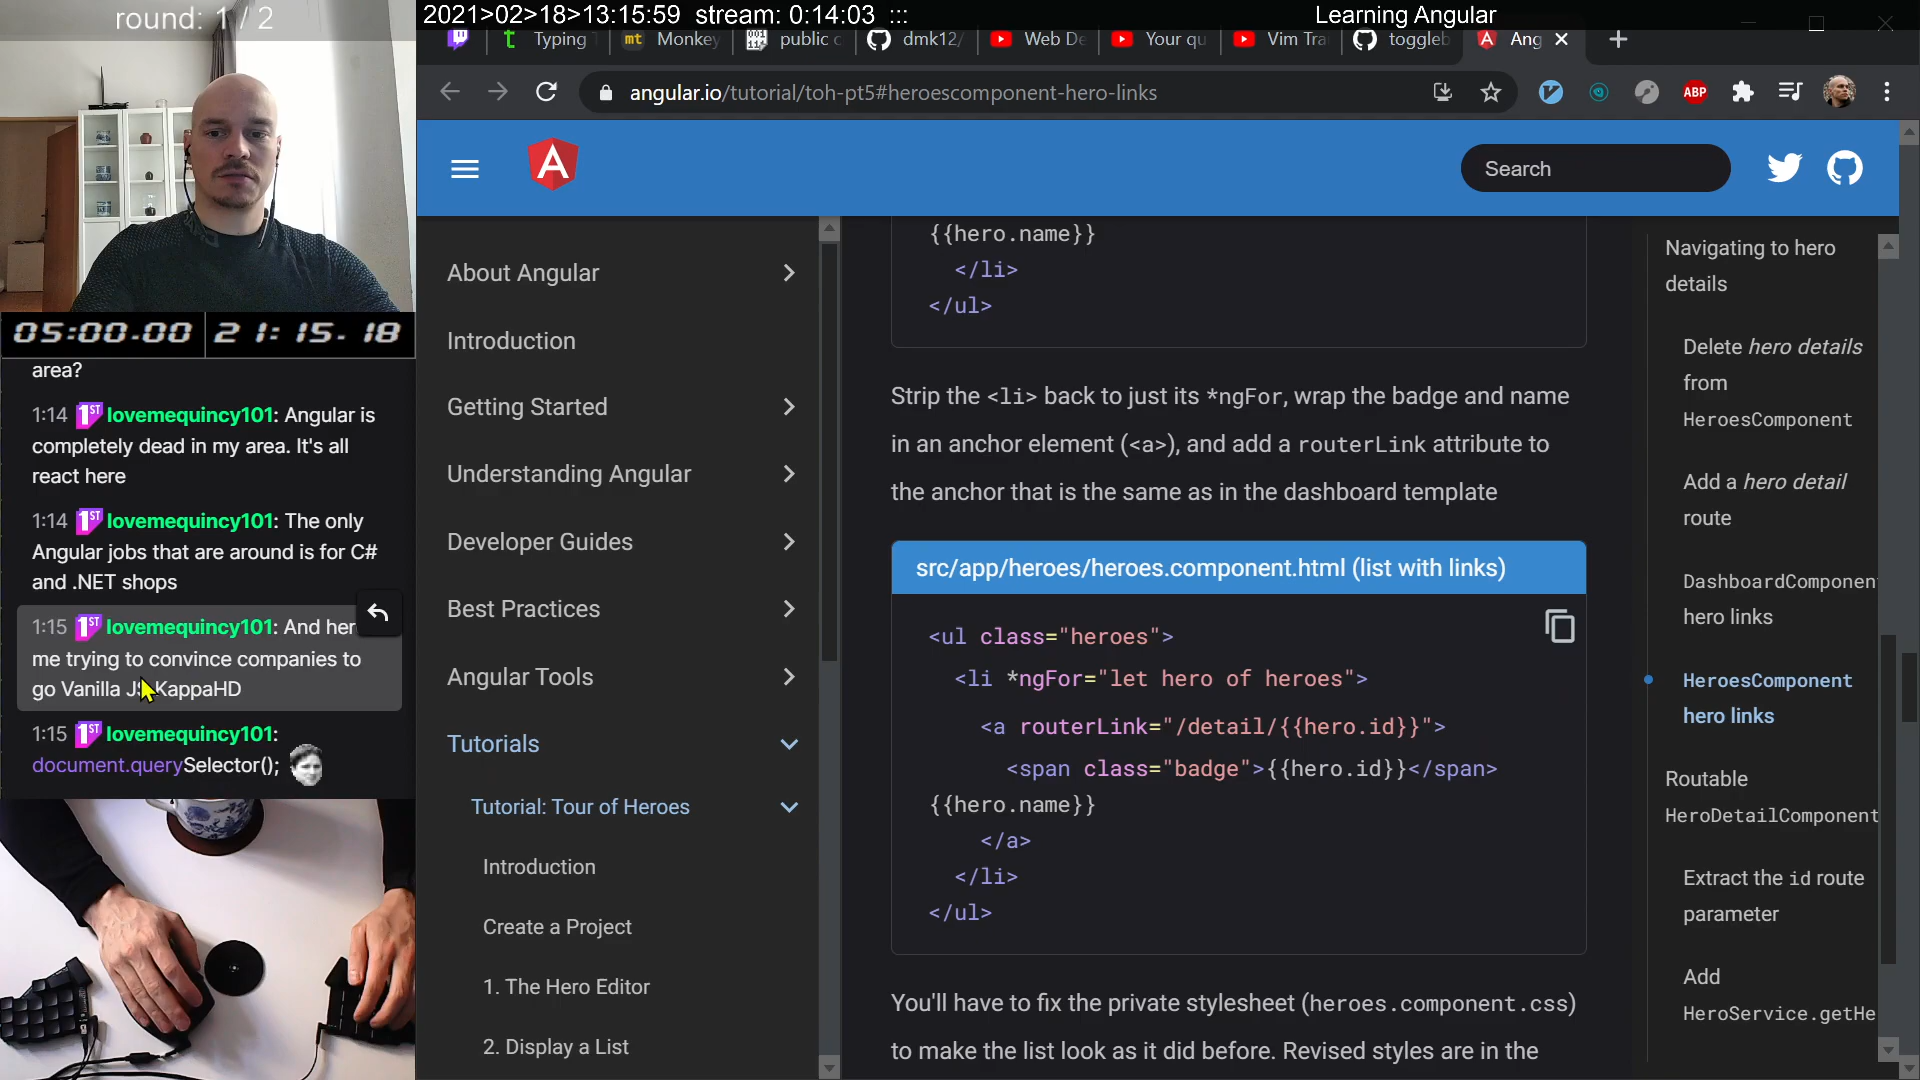 round: 1 / 2
2021>02>18>13:15:59 stream: 0:14:03 :::
Learning Angular
Typing
mt Monkey
public c
dmk12/
Web De
Your qu
Vim Tra
toggleb
Ang
angular.io/tutorial/toh-pt5#heroescomponent-hero-links
ABP
Search
05:00.00
21:15.18
area?
1:14 1ST lovemequincy101: Angular is
completely dead in my area. It's all
react here
1:14 1ST lovemequincy101: The only
Angular jobs that are around is for C#
and .NET shops
1:15 1ST lovemequincy101: And her
me trying to convince companies to
go Vanilla JS KappaHD
1:15 1ST lovemequincy101:
document.querySelector();
About Angular
Introduction
Getting Started
Understanding Angular
Developer Guides
Best Practices
Angular Tools
Tutorials
Tutorial: Tour of Heroes
Introduction
Create a Project
1. The Hero Editor
2. Display a List
{{hero.name}}
</li>
</ul>
Strip the <li> back to just its *ngFor, wrap the badge and name
in an anchor element (<a>), and add a routerLink attribute to
the anchor that is the same as in the dashboard template
src/app/heroes/heroes.component.html (list with links)
<ul class="heroes">
<li *ngFor="let hero of heroes">
<a routerLink="/detail/{{hero.id}}">
<span class="badge">{{hero.id}}</span>
{{hero.name}}
</a>
</li>
</ul>
You'll have to fix the private stylesheet (heroes.component.css)
to make the list look as it did before. Revised styles are in the
Navigating to hero
details
Delete hero details
from
HeroesComponent
Add a hero detail
route
DashboardComponen
hero links
HeroesComponent
hero links
Routable
HeroDetailComponent
Extract the id route
parameter
Add
HeroService.getHe